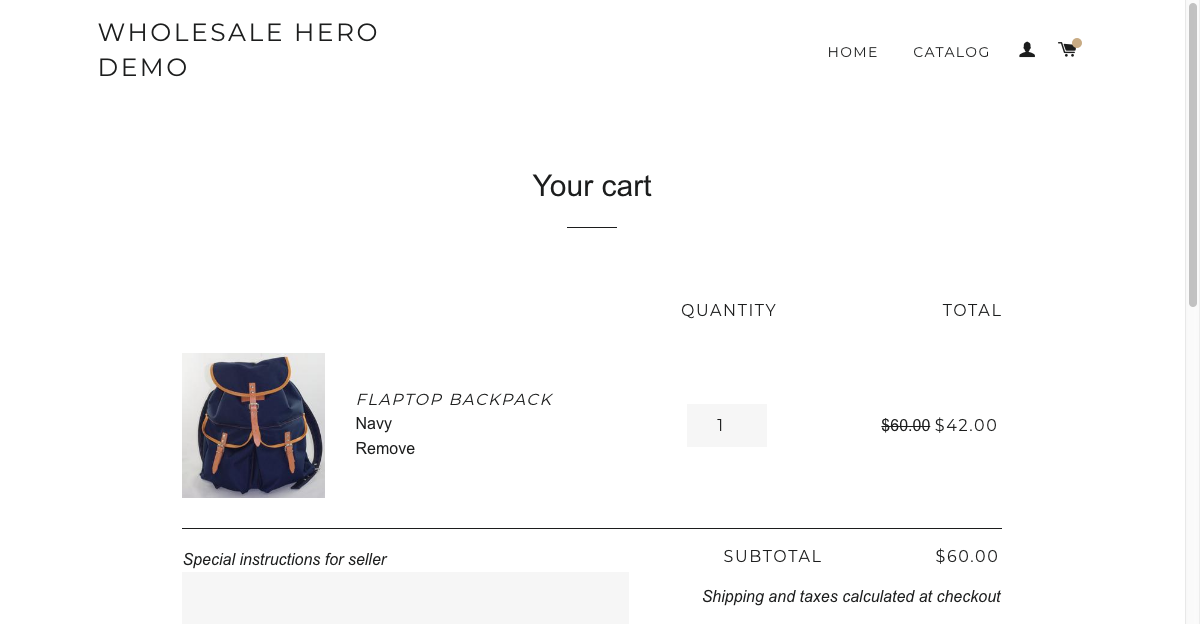 WHOLESALE HERO
DEMO
HOME CATALOG
Your cart
QUANTITY TOTAL
FLAPTOP BACKPACK
Navy
Remove
1
$60.00 $42.00
Special instructions for seller
SUBTOTAL $60.00
Shipping and taxes calculated at checkout